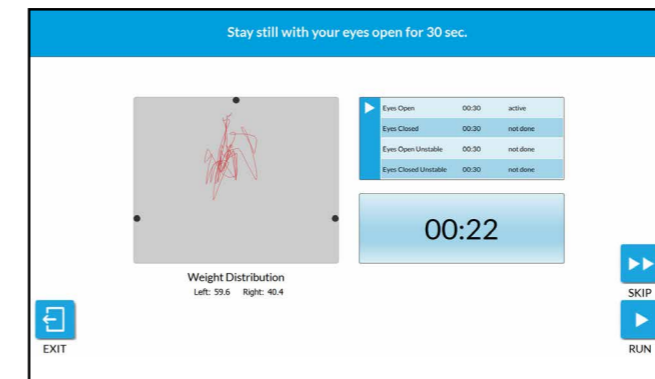 Stay still with your eyes open for 30 sec.
Eyes Open 00:30 active
Eyes Closed 00:30 not done
Eyes Open Unstable 00:30 not done
Eyes Closed Unstable 00:30 not done
00:22
Weight Distribution
Left: 59.6 Right: 40.4
SKIP
EXIT
RUN